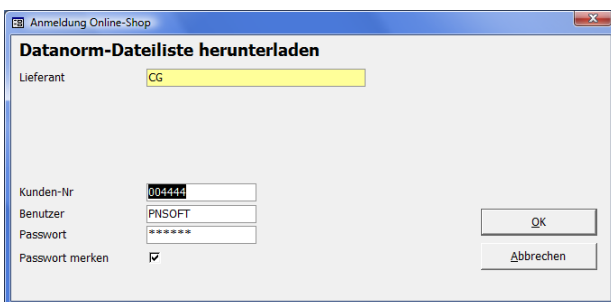 Anmeldung Online-Shop
Datanorm-Dateiliste herunterladen
Lieferant CG
Kunden-Nr 004444
Benutzer PNSOFT
Passwort ******
Passwort merken
OK
Abbrechen